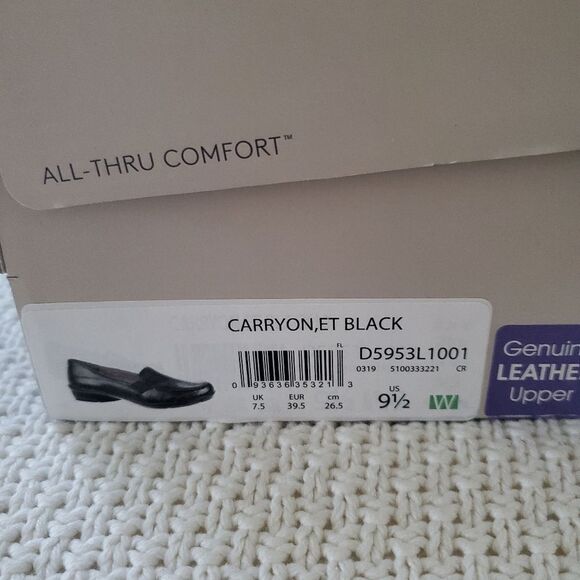 ALL-THRU COMFORT™
CARRYON,ET BLACK
FL
D5953L1001
0319 5100333221 CR
0 93636 35321 3
UK EUR cm US
7.5 39.5 26.5 9½ W
Genuin
LEATHE
Upper